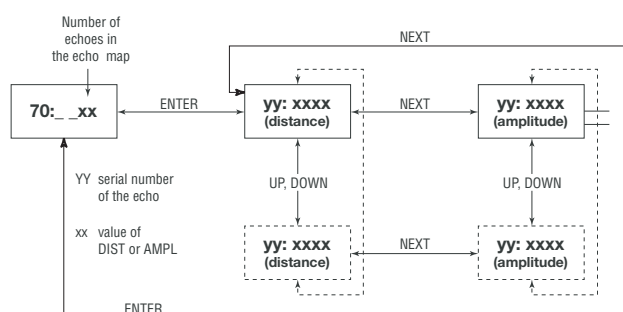 Number of
echoes in
the echo map
NEXT
70:_ _xx
ENTER
yy: xxxx
(distance)
NEXT
yy: xxxx
(amplitude)
YY serial number
of the echo
xx value of
DIST or AMPL
UP, DOWN
UP, DOWN
yy: xxxx
(distance)
NEXT
yy: xxxx
(amplitude)
ENTER